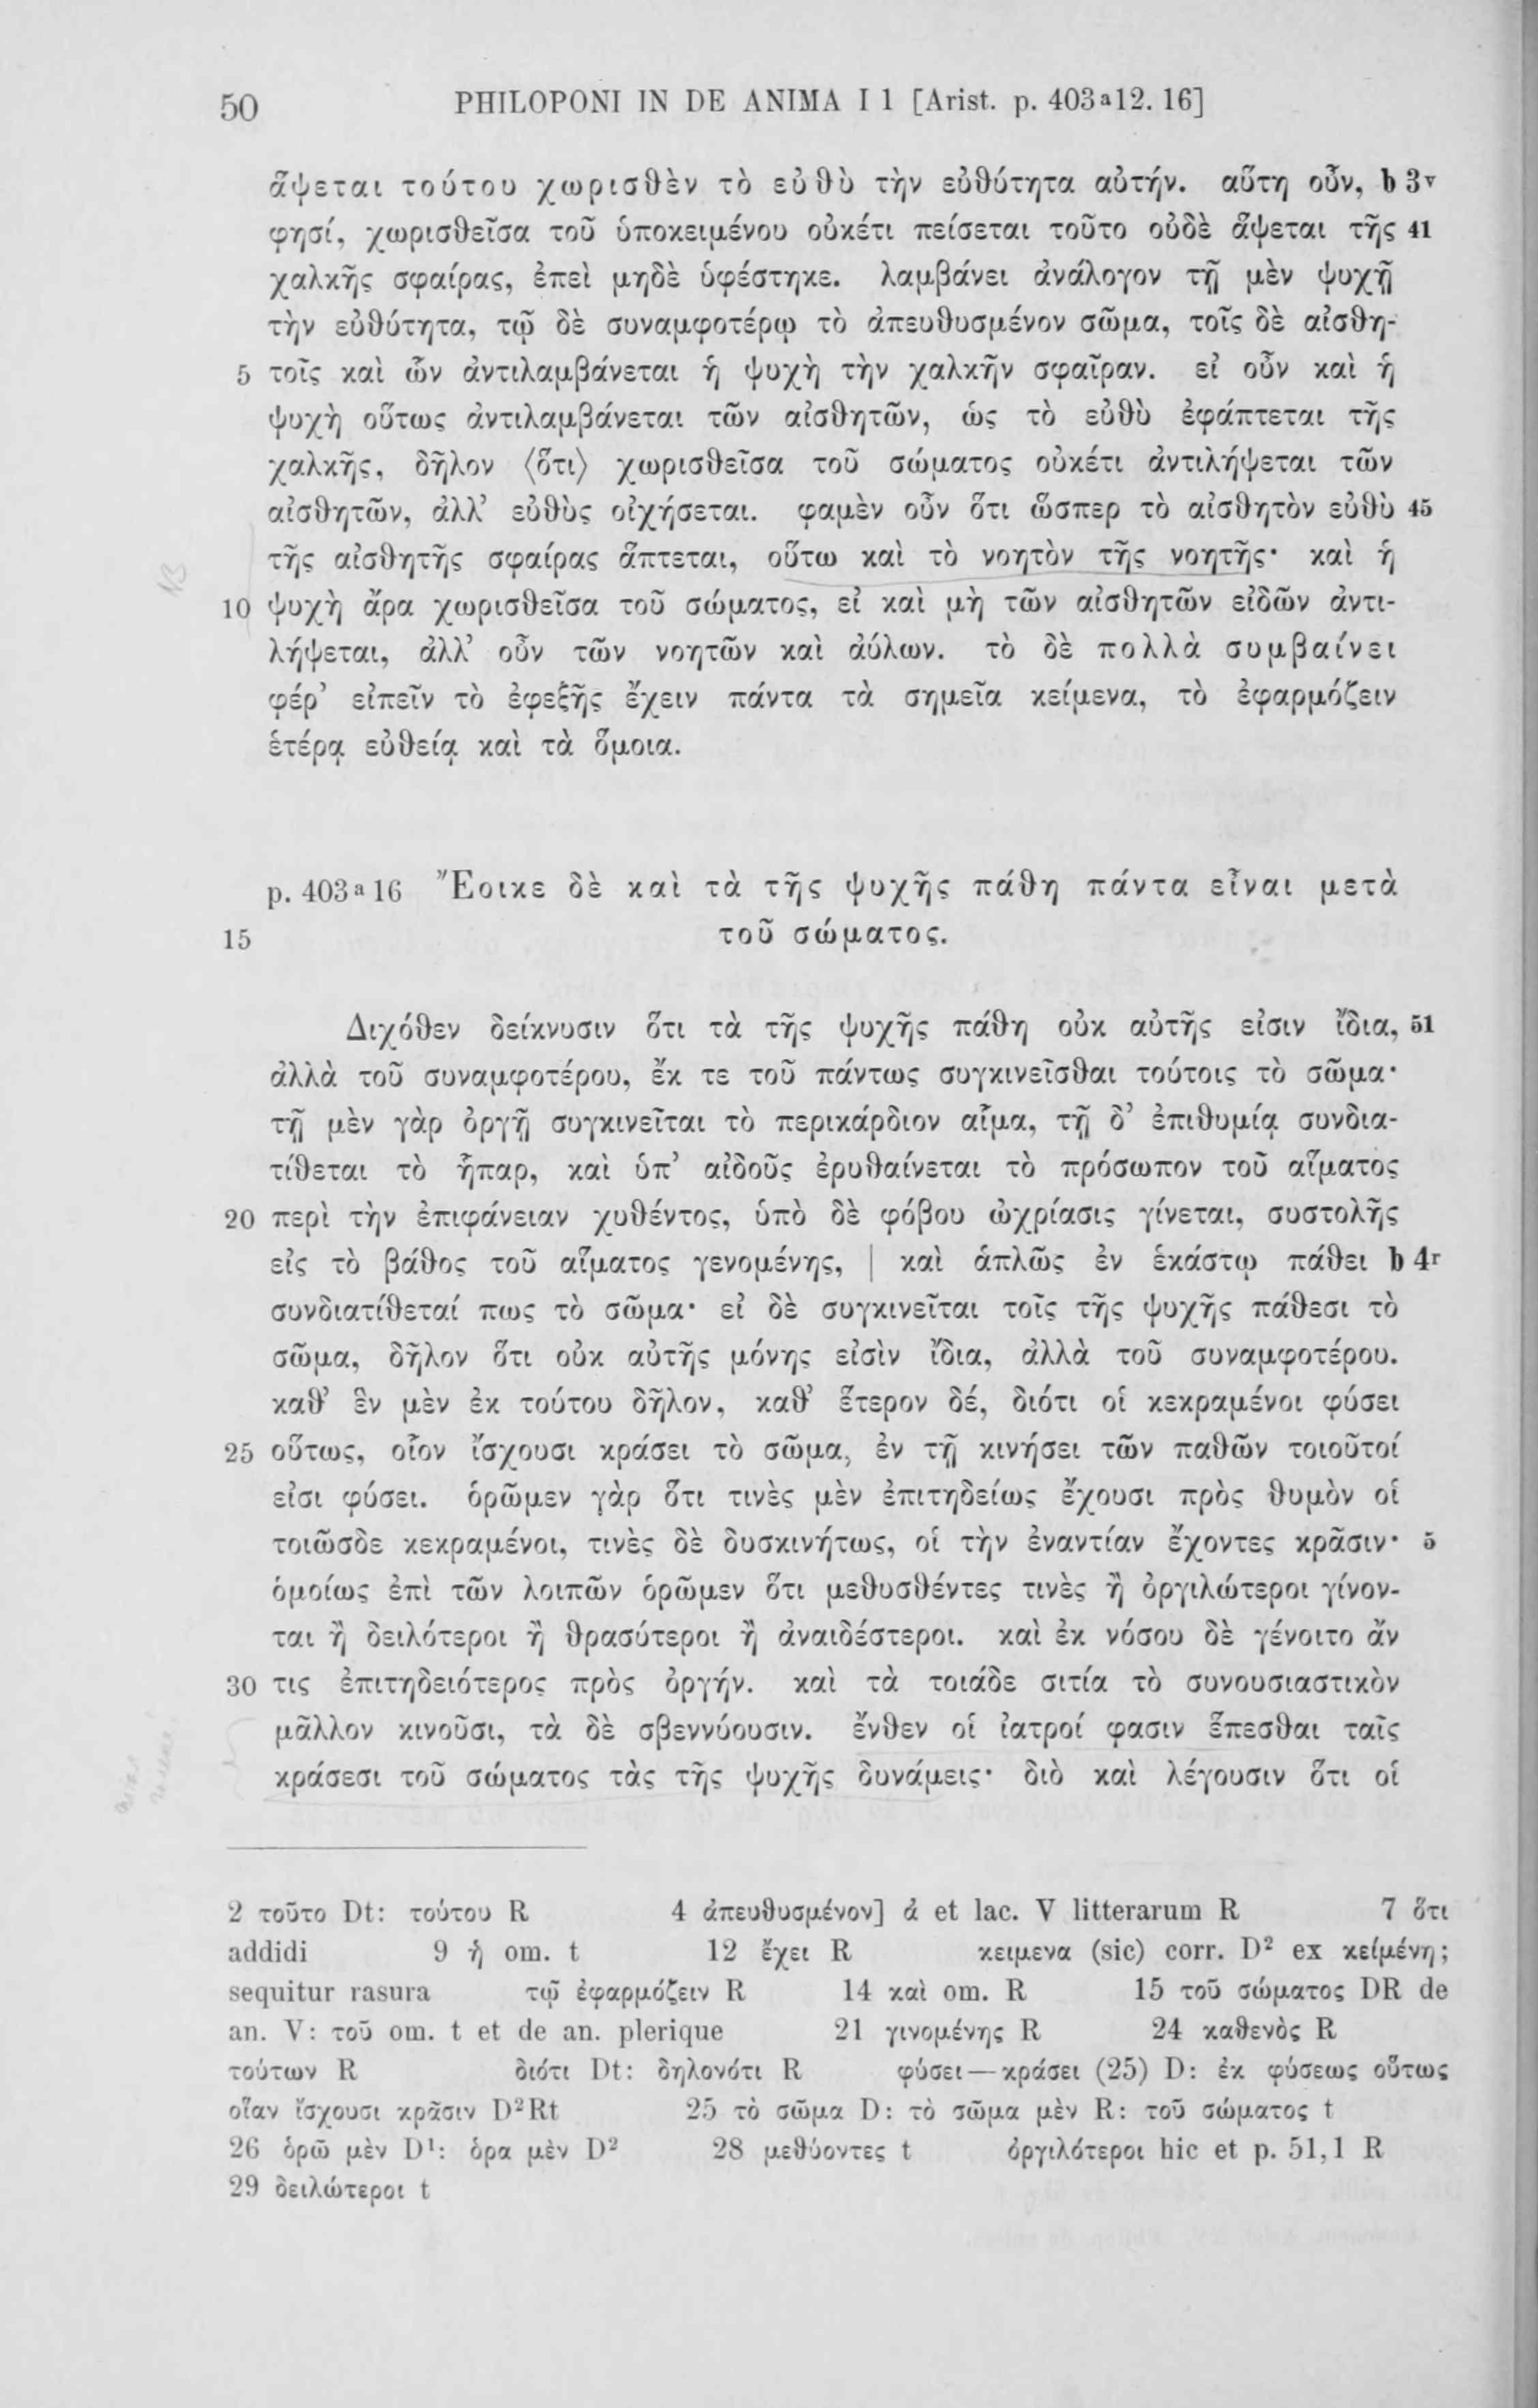 50 PHILOPONI IN DE ANIMA I 1 [Arist. p. 403a12. 16]
ἅψεται τούτου χωρισθὲν τὸ εὐθὺ τὴν εὐθύτητα αὐτήν. αὕτη οὖν, b 3v
φησί, χωρισθεῖσα τοῦ ὑποκειμένου οὐκέτι πείσεται τοῦτο οὐδὲ ἅψεται τῆς 41
χαλκῆς σφαίρας, ἐπεὶ μηδὲ ὑφέστηκε. λαμβάνει ἀνάλογον τῇ μὲν ψυχῇ
τὴν εὐθύτητα, τῷ δὲ συναμφοτέρῳ τὸ ἀπευθυσμένον σῶμα, τοῖς δὲ αἰσθη-
5 τοῖς καὶ ὧν ἀντιλαμβάνεται ἡ ψυχὴ τὴν χαλκῆν σφαῖραν. εἰ οὖν καὶ ἡ
ψυχὴ οὕτως ἀντιλαμβάνεται τῶν αἰσθητῶν, ὡς τὸ εὐθὺ ἐφάπτεται τῆς
χαλκῆς, δῆλον ⟨ὅτι⟩ χωρισθεῖσα τοῦ σώματος οὐκέτι ἀντιλήψεται τῶν
αἰσθητῶν, ἀλλ’ εὐθὺς οἰχήσεται. φαμὲν οὖν ὅτι ὥσπερ τὸ αἰσθητὸν εὐθὺ 45
τῆς αἰσθητῆς σφαίρας ἅπτεται, οὕτω καὶ τὸ νοητὸν τῆς νοητῆς· καὶ ἡ
NB
10 ψυχὴ ἄρα χωρισθεῖσα τοῦ σώματος, εἰ καὶ μὴ τῶν αἰσθητῶν εἰδῶν ἀντι-
λήψεται, ἀλλ’ οὖν τῶν νοητῶν καὶ ἀύλων. τὸ δὲ πολλὰ συμβαίνει
φέρ’ εἰπεῖν τὸ ἐφεξῆς ἔχειν πάντα τὰ σημεῖα κείμενα, τὸ ἐφαρμόζειν
ἑτέρᾳ εὐθείᾳ καὶ τὰ ὅμοια.
p. 403a16 Ἔοικε δὲ καὶ τὰ τῆς ψυχῆς πάθη πάντα εἶναι μετὰ
15 τοῦ σώματος.
Διχόθεν δείκνυσιν ὅτι τὰ τῆς ψυχῆς πάθη οὐκ αὐτῆς εἰσιν ἴδια, 51
ἀλλὰ τοῦ συναμφοτέρου, ἔκ τε τοῦ πάντως συγκινεῖσθαι τούτοις τὸ σῶμα·
τῇ μὲν γὰρ ὀργῇ συγκινεῖται τὸ περικάρδιον αἷμα, τῇ δ’ ἐπιθυμίᾳ συνδια-
τίθεται τὸ ἧπαρ, καὶ ὑπ’ αἰδοῦς ἐρυθαίνεται τὸ πρόσωπον τοῦ αἵματος
20 περὶ τὴν ἐπιφάνειαν χυθέντος, ὑπὸ δὲ φόβου ὠχρίασις γίνεται, συστολῆς
εἰς τὸ βάθος τοῦ αἵματος γενομένης, | καὶ ἁπλῶς ἐν ἑκάστῳ πάθει b 4r
συνδιατίθεταί πως τὸ σῶμα· εἰ δὲ συγκινεῖται τοῖς τῆς ψυχῆς πάθεσι τὸ
σῶμα, δῆλον ὅτι οὐκ αὐτῆς μόνης εἰσὶν ἴδια, ἀλλὰ τοῦ συναμφοτέρου.
καθ’ ἓν μὲν ἐκ τούτου δῆλον, καθ’ ἕτερον δέ, διότι οἱ κεκραμένοι φύσει
25 οὕτως, οἷον ἴσχουσι κράσει τὸ σῶμα, ἐν τῇ κινήσει τῶν παθῶν τοιοῦτοί
εἰσι φύσει. ὁρῶμεν γὰρ ὅτι τινὲς μὲν ἐπιτηδείως ἔχουσι πρὸς θυμὸν οἱ
τοιῶσδε κεκραμένοι, τινὲς δὲ δυσκινήτως, οἱ τὴν ἐναντίαν ἔχοντες κρᾶσιν· 5
ὁμοίως ἐπὶ τῶν λοιπῶν ὁρῶμεν ὅτι μεθυσθέντες τινὲς ἢ ὀργιλώτεροι γίνον-
ται ἢ δειλότεροι ἢ θρασύτεροι ἢ ἀναιδέστεροι. καὶ ἐκ νόσου δὲ γένοιτο ἄν
30 τις ἐπιτηδειότερος πρὸς ὀργήν. καὶ τὰ τοιάδε σιτία τὸ συνουσιαστικὸν
μᾶλλον κινοῦσι, τὰ δὲ σβεννύουσιν. ἔνθεν οἱ ἰατροί φασιν ἕπεσθαι ταῖς
κράσεσι τοῦ σώματος τὰς τῆς ψυχῆς δυνάμεις· διὸ καὶ λέγουσιν ὅτι οἱ
2 τοῦτο Dt: τούτου R 4 ἀπευθυσμένον] ἀ et lac. V litterarum R 7 ὅτι
addidi 9 ἡ om. t 12 ἔχει R κειμενα (sic) corr. D² ex κείμένη;
sequitur rasura τῷ ἐφαρμόζειν R 14 καὶ om. R 15 τοῦ σώματος DR de
an. V: τοῦ om. t et de an. plerique 21 γινομένης R 24 καθενὸς R
τούτων R διότι Dt: δηλονότι R φύσει—κράσει (25) D: ἐκ φύσεως οὕτως
οἵαν ἴσχουσι κρᾶσιν D²Rt 25 τὸ σῶμα D: τὸ σῶμα μὲν R: τοῦ σώματος t
26 ὁρῶ μὲν D¹: ὁρα μὲν D² 28 μεθύοντες t ὀργιλότεροι hic et p. 51,1 R
29 δειλώτεροι t